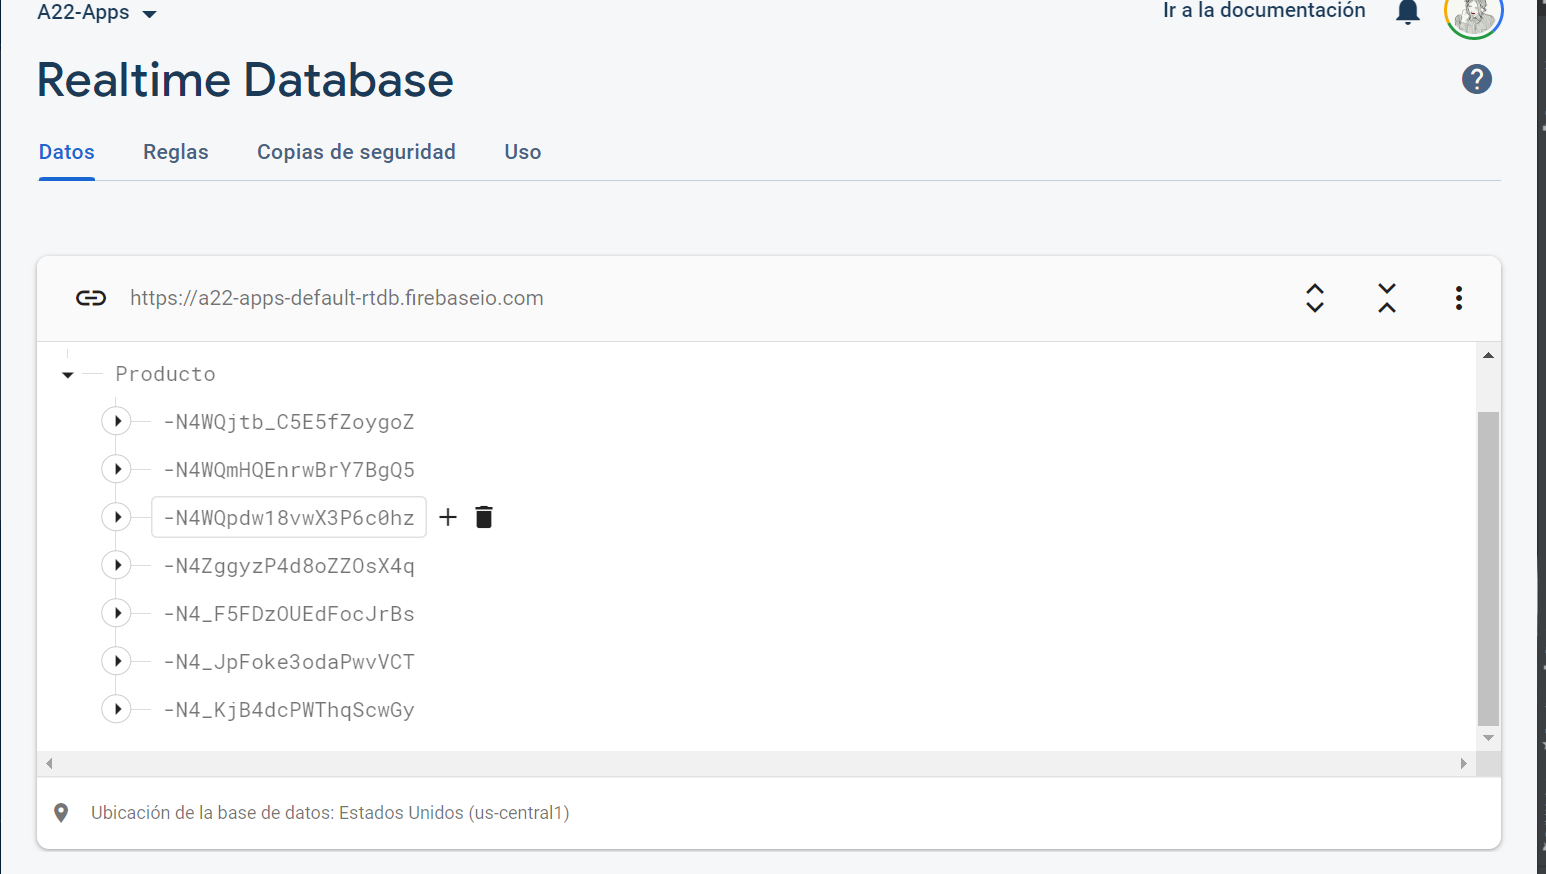 A22-Apps
Ir a la documentación
Realtime Database
Datos Reglas Copias de seguridad Uso
https://a22-apps-default-rtdb.firebaseio.com
Producto
-N4WQjtb_C5E5fZoygoZ
-N4WQmHQEnrwBrY7BgQ5
-N4WQpdw18vwX3P6c0hz
-N4ZggyzP4d8oZZOsX4q
-N4_F5FDzOUEdFocJrBs
-N4_JpFoke3odaPwvVCT
-N4_KjB4dcPWThqScwGy
Ubicación de la base de datos: Estados Unidos (us-central1)